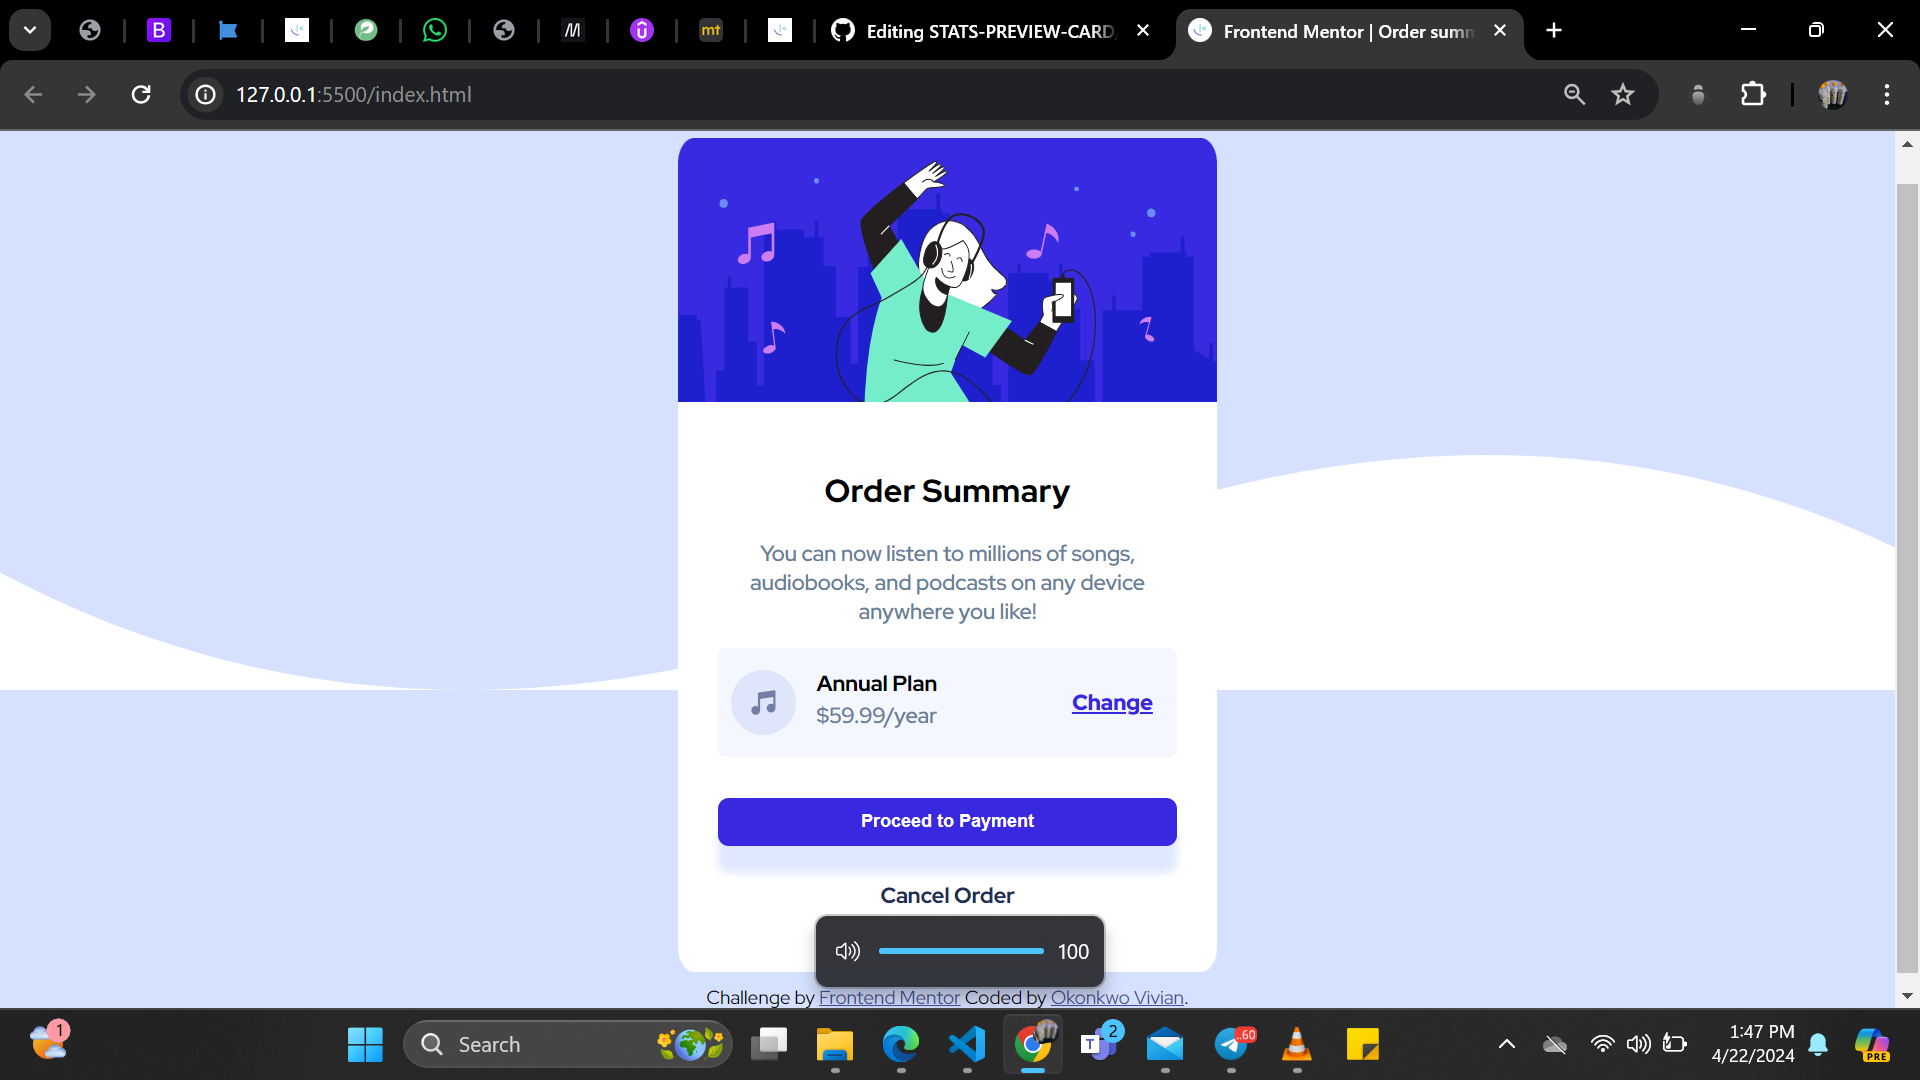 B
M
û
mt
Editing STATS-PREVIEW-CARD
Frontend Mentor | Order summ
127.0.0.1:5500/index.html
Order Summary
You can now listen to millions of songs,
audiobooks, and podcasts on any device
anywhere you like!
Annual Plan
$59.99/year
Change
Proceed to Payment
Cancel Order
100
Challenge by Frontend Mentor Coded by Okonkwo Vivian.
1
Search
T
2
..60
1:47 PM
4/22/2024
PRE